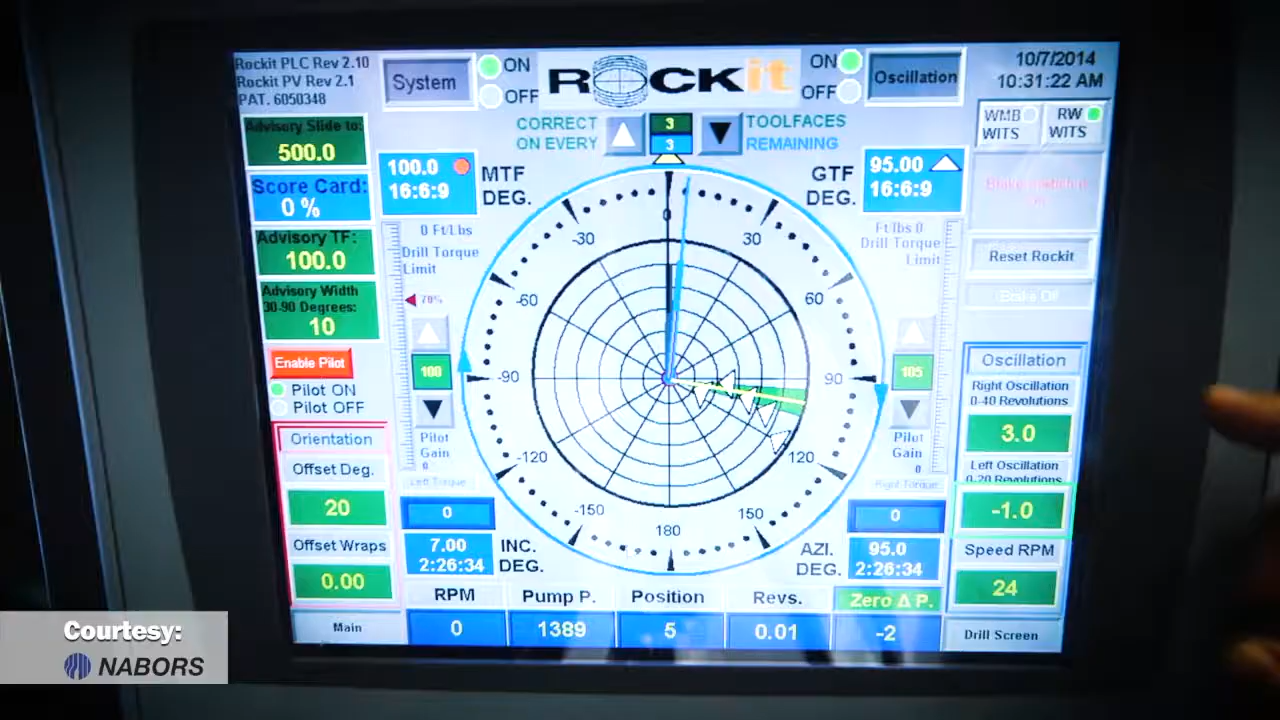 Rockit PLC Rev 2.10
Rockit PV Rev 2.1
PAT. 6050348
System
ON
OFF
ROCKit
ON
OFF
Oscillation
10/7/2014
10:31:22 AM
CORRECT
ON EVERY
3
3
TOOLFACES
REMAINING
WMB
WITS
RW
WITS
Advisory Slide to:
500.0
Score Card:
0 %
Advisory TF:
100.0
Advisory Width
30-90 Degrees:
10
Enable Pilot
Pilot ON
Pilot OFF
Orientation
Offset Deg.
20
Offset Wraps
0.00
Main
100.0
16:6:9
MTF
DEG.
GTF
DEG.
95.00
16:6:9
0 Ft/Lbs
Drill Torque
Limit
70%
100
Pilot
Gain
0
Left Torque
0
7.00
2:26:34
INC.
DEG.
0
-30
30
-60
60
-90
90
-120
120
-150
150
180
Ft/lbs 0
Drill Torque
Limit
105
Pilot
Gain
0
Right Torque
0
AZI.
DEG.
95.0
2:26:34
RPM
0
Pump P.
1389
Position
5
Revs.
0.01
Zero Δ P.
-2
Reset Rockit
Brake Off
Oscillation
Right Oscillation
0-40 Revolutions
3.0
Left Oscillation
0-20 Revolutions
-1.0
Speed RPM
24
Drill Screen
Courtesy:
NABORS